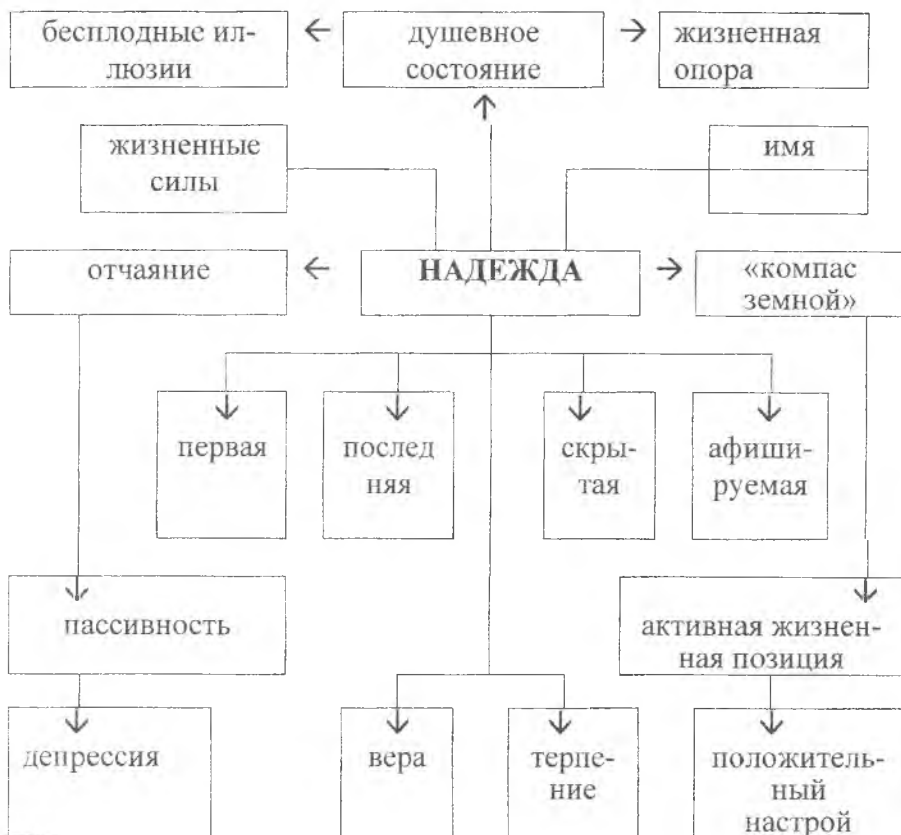 бесплодные ил-
люзии
душевное
состояние
жизненная
опора
жизненные
силы
имя
отчаяние
НАДЕЖДА
«компас
земной»
первая
послед
няя
скры-
тая
афиши-
руемая
пассивность
активная жизнен-
ная позиция
депрессия
вера
терпе-
ние
положитель-
ный
настрой